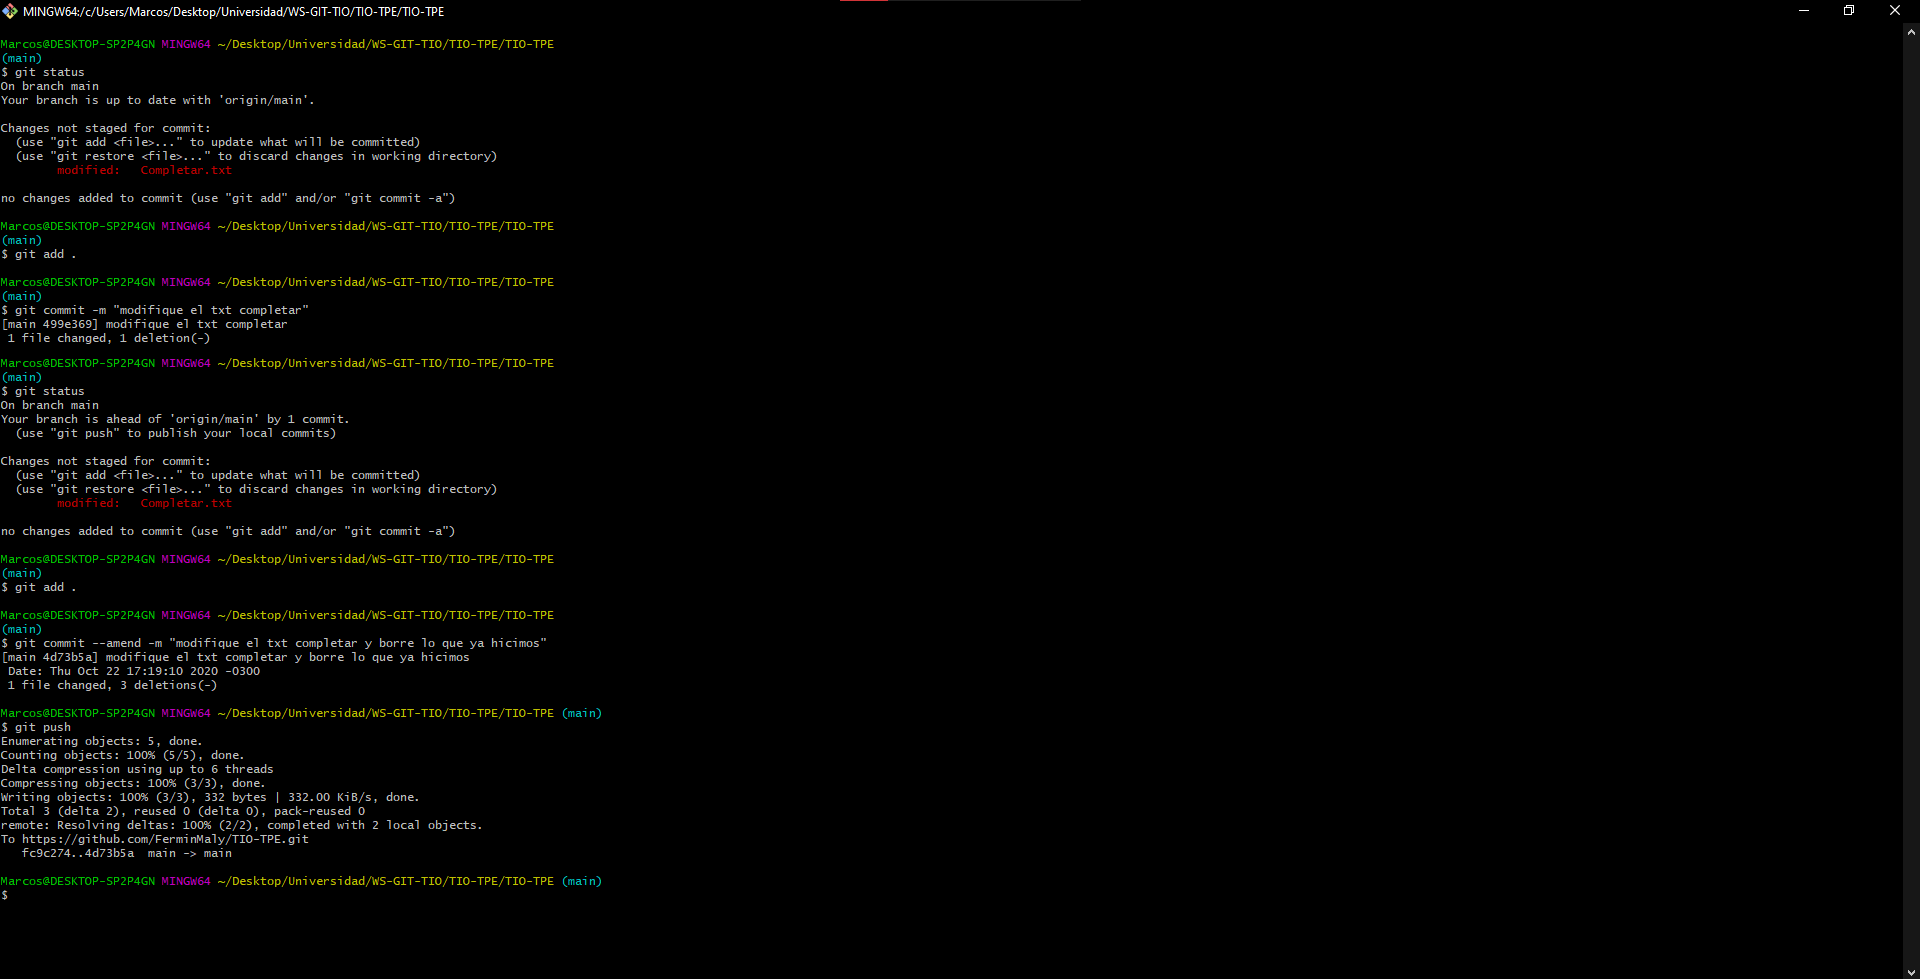 MINGW64:/c/Users/Marcos/Desktop/Universidad/WS-GIT-TIO/TIO-TPE/TIO-TPE
Marcos@DESKTOP-SP2P4GN MINGW64 ~/Desktop/Universidad/WS-GIT-TIO/TIO-TPE/TIO-TPE
(main)
$ git status
On branch main
Your branch is up to date with 'origin/main'.
Changes not staged for commit:
(use "git add <file>..." to update what will be committed)
(use "git restore <file>..." to discard changes in working directory)
modified: Completar.txt
no changes added to commit (use "git add" and/or "git commit -a")
Marcos@DESKTOP-SP2P4GN MINGW64 ~/Desktop/Universidad/WS-GIT-TIO/TIO-TPE/TIO-TPE
(main)
$ git add .
Marcos@DESKTOP-SP2P4GN MINGW64 ~/Desktop/Universidad/WS-GIT-TIO/TIO-TPE/TIO-TPE
(main)
$ git commit -m "modifique el txt completar"
[main 499e369] modifique el txt completar
1 file changed, 1 deletion(-)
Marcos@DESKTOP-SP2P4GN MINGW64 ~/Desktop/Universidad/WS-GIT-TIO/TIO-TPE/TIO-TPE
(main)
$ git status
On branch main
Your branch is ahead of 'origin/main' by 1 commit.
(use "git push" to publish your local commits)
Changes not staged for commit:
(use "git add <file>..." to update what will be committed)
(use "git restore <file>..." to discard changes in working directory)
modified: Completar.txt
no changes added to commit (use "git add" and/or "git commit -a")
Marcos@DESKTOP-SP2P4GN MINGW64 ~/Desktop/Universidad/WS-GIT-TIO/TIO-TPE/TIO-TPE
(main)
$ git add .
Marcos@DESKTOP-SP2P4GN MINGW64 ~/Desktop/Universidad/WS-GIT-TIO/TIO-TPE/TIO-TPE
(main)
$ git commit --amend -m "modifique el txt completar y borre lo que ya hicimos"
[main 4d73b5a] modifique el txt completar y borre lo que ya hicimos
Date: Thu Oct 22 17:19:10 2020 -0300
1 file changed, 3 deletions(-)
Marcos@DESKTOP-SP2P4GN MINGW64 ~/Desktop/Universidad/WS-GIT-TIO/TIO-TPE/TIO-TPE (main)
$ git push
Enumerating objects: 5, done.
Counting objects: 100% (5/5), done.
Delta compression using up to 6 threads
Compressing objects: 100% (3/3), done.
Writing objects: 100% (3/3), 332 bytes | 332.00 KiB/s, done.
Total 3 (delta 2), reused 0 (delta 0), pack-reused 0
remote: Resolving deltas: 100% (2/2), completed with 2 local objects.
To https://github.com/FerminMaly/TIO-TPE.git
fc9c274..4d73b5a main -> main
Marcos@DESKTOP-SP2P4GN MINGW64 ~/Desktop/Universidad/WS-GIT-TIO/TIO-TPE/TIO-TPE (main)
$